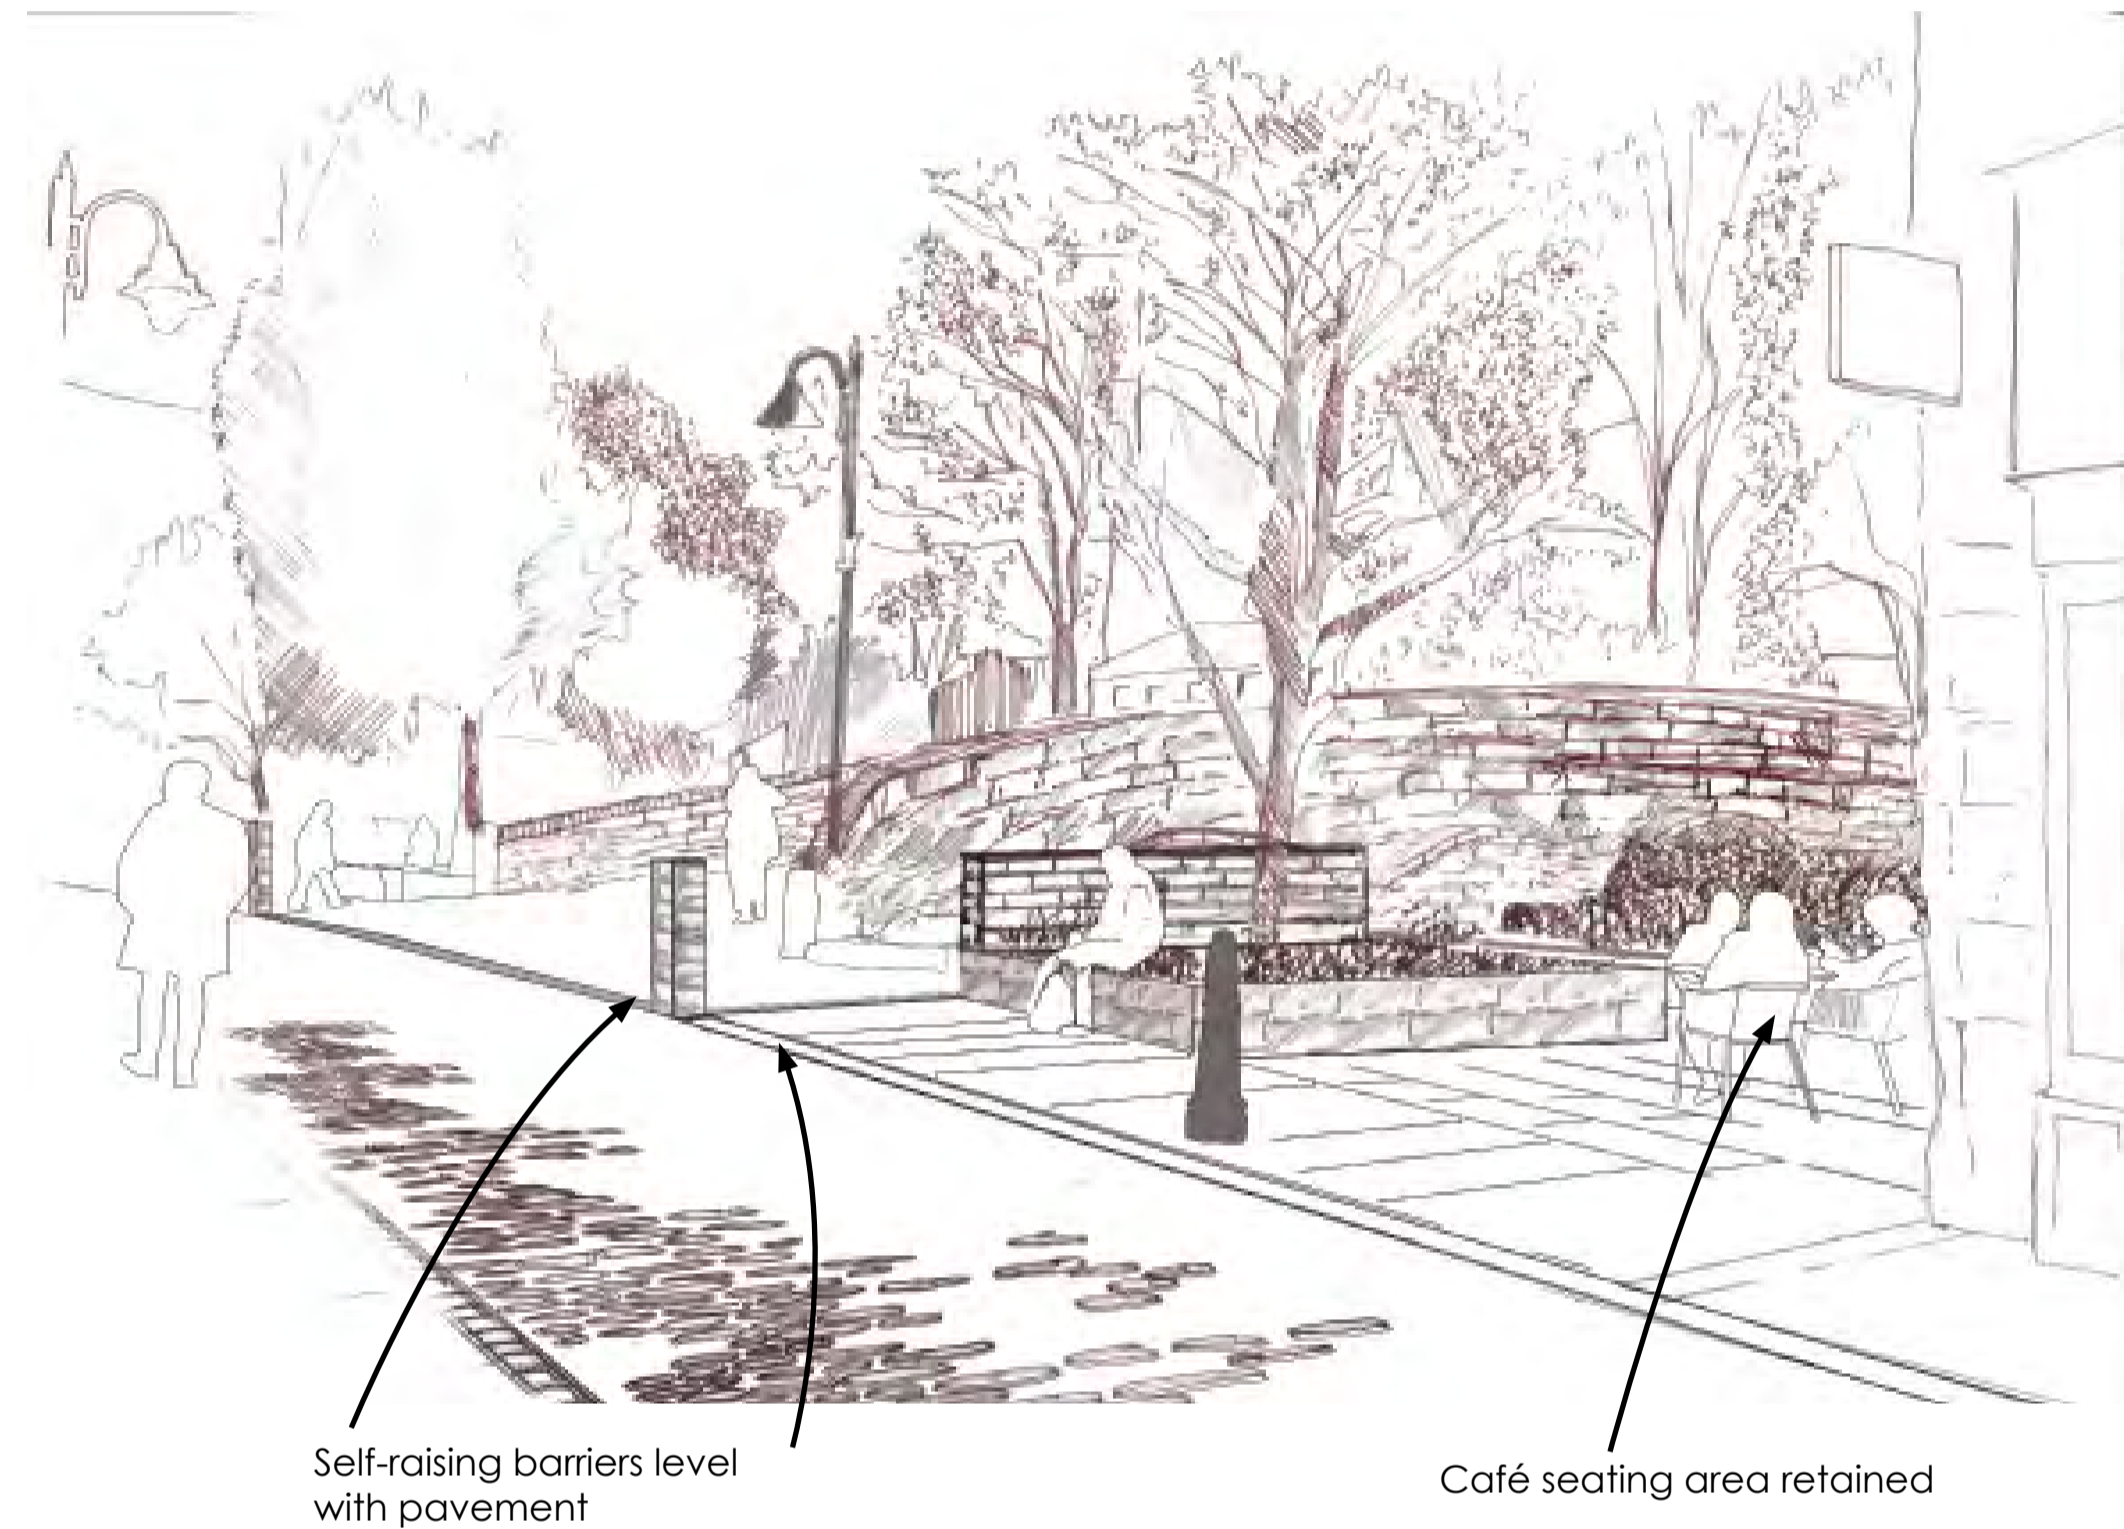 Self-raising barriers level
with pavement
Café seating area retained